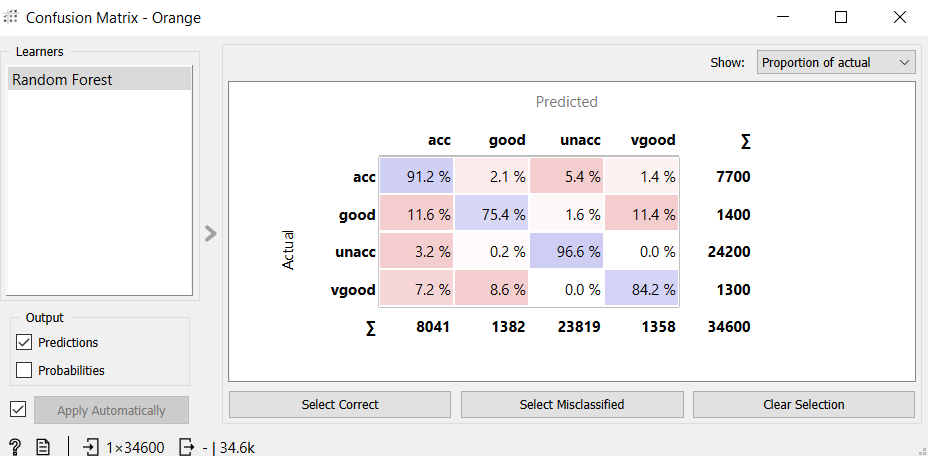 Confusion Matrix - Orange
Learners
Random Forest
Show: Proportion of actual
Predicted
acc good unacc vgood ∑
acc 91.2 % 2.1 % 5.4 % 1.4 % 7700
good 11.6 % 75.4 % 1.6 % 11.4 % 1400
Actual
unacc 3.2 % 0.2 % 96.6 % 0.0 % 24200
vgood 7.2 % 8.6 % 0.0 % 84.2 % 1300
∑ 8041 1382 23819 1358 34600
Output
Predictions
Probabilities
Apply Automatically
Select Correct Select Misclassified Clear Selection
? 1×34600 - | 34.6k